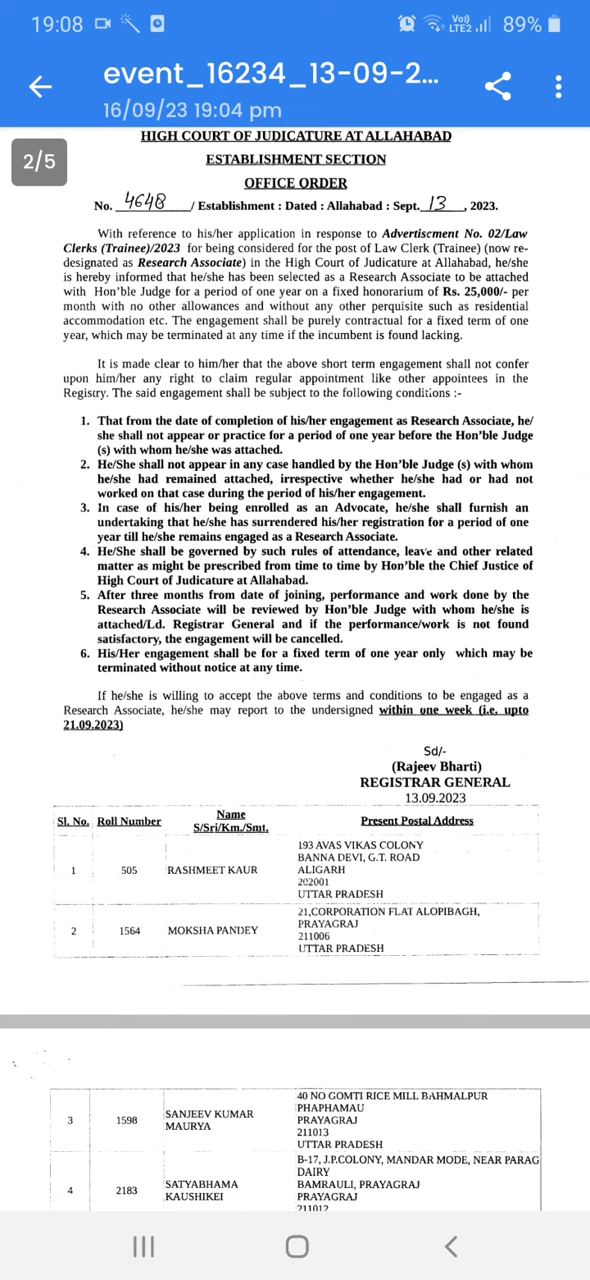 19:08 Vo) LTE2 89%
event_16234_13-09-2...
16/09/23 19:04 pm
2/5
HIGH COURT OF JUDICATURE AT ALLAHABAD
ESTABLISHMENT SECTION
OFFICE ORDER
No. 4648 / Establishment : Dated : Allahabad : Sept. 13 , 2023.
With reference to his/her application in response to Advertiscment No. 02/Law
Clerks (Trainee)/2023 for being considered for the post of Law Clerk (Trainee) (now re-
designated as Research Associate) in the High Court of Judicature at Allahabad, he/she
is hereby informed that he/she has been selected as a Research Associate to be attached
with Hon'ble Judge for a period of one year on a fixed honorarium of Rs. 25,000/- per
month with no other allowances and without any other perquisite such as residential
accommodation etc. The engagement shall be purely contractual for a fixed term of one
year, which may be terminated at any time if the incumbent is found lacking.
It is made clear to him/her that the above short term engagement shall not confer
upon him/her any right to claim regular appointment like other appointees in the
Registry. The said engagement shall be subject to the following conditions :-
1. That from the date of completion of his/her engagement as Research Associate, he/
she shall not appear or practice for a period of one year before the Hon'ble Judge
(s) with whom he/she was attached.
2. He/She shall not appear in any case handled by the Hon'ble Judge (s) with whom
he/she had remained attached, irrespective whether he/she had or had not
worked on that case during the period of his/her engagement.
3. In case of his/her being enrolled as an Advocate, he/she shall furnish an
undertaking that he/she has surrendered his/her registration for a period of one
year till he/she remains engaged as a Research Associate.
4. He/She shall be governed by such rules of attendance, leave and other related
matter as might be prescribed from time to time by Hon'ble the Chief Justice of
High Court of Judicature at Allahabad.
5. After three months from date of joining, performance and work done by the
Research Associate will be reviewed by Hon'ble Judge with whom he/she is
attached/Ld. Registrar General and if the performance/work is not found
satisfactory, the engagement will be cancelled.
6. His/Her engagement shall be for a fixed term of one year only which may be
terminated without notice at any time.
If he/she is willing to accept the above terms and conditions to be engaged as a
Research Associate, he/she may report to the undersigned within one week (i.e. upto
21.09.2023)
Sd/-
(Rajeev Bharti)
REGISTRAR GENERAL
13.09.2023
Sl. No. Roll Number Name S/Sri/Km./Smt. Present Postal Address
1 505 RASHMEET KAUR
193 AVAS VIKAS COLONY
BANNA DEVI, G.T. ROAD
ALIGARH
202001
UTTAR PRADESH
2 1564 MOKSHA PANDEY
21,CORPORATION FLAT ALOPIBAGH,
PRAYAGRAJ
211006
UTTAR PRADESH
3 1598 SANJEEV KUMAR
MAURYA
40 NO GOMTI RICE MILL BAHMALPUR
PHAPHAMAU
PRAYAGRAJ
211013
UTTAR PRADESH
4 2183 SATYABHAMA
KAUSHIKEI
B-17, J.P.COLONY, MANDAR MODE, NEAR PARAG
DAIRY
BAMRAULI, PRAYAGRAJ
PRAYAGRAJ
211012